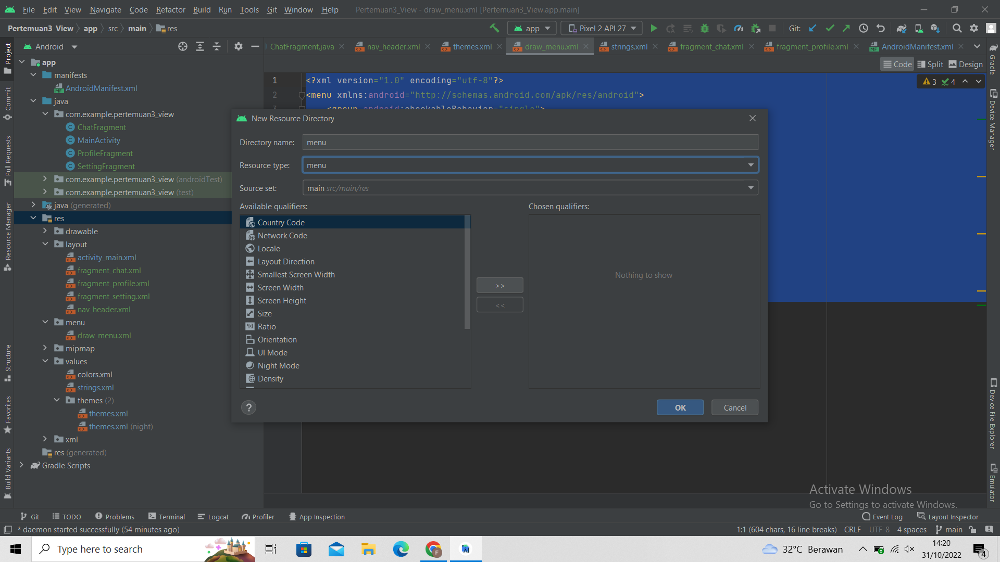 File Edit View Navigate Code Refactor Build Run Tools Git Window Help Pertemuan3_View - draw_menu.xml [Pertemuan3_View.app.main]
Pertemuan3_View app src main res app Pixel 2 API 27 Git:
Android
ChatFragment.java nav_header.xml themes.xml draw_menu.xml strings.xml fragment_chat.xml fragment_profile.xml AndroidManifest.xml
Code Split Design
Project
Commit
Pull Requests
Resource Manager
Structure
Favorites
Build Variants
app
manifests
AndroidManifest.xml
java
com.example.pertemuan3_view
ChatFragment
MainActivity
ProfileFragment
SettingFragment
com.example.pertemuan3_view (androidTest)
com.example.pertemuan3_view (test)
java (generated)
res
drawable
layout
activity_main.xml
fragment_chat.xml
fragment_profile.xml
fragment_setting.xml
nav_header.xml
menu
draw_menu.xml
mipmap
values
colors.xml
strings.xml
themes (2)
themes.xml
themes.xml (night)
xml
res (generated)
Gradle Scripts
1 <?xml version="1.0" encoding="utf-8"?>
2 <menu xmlns:android="http://schemas.android.com/apk/res/android">
3 <group android:checkableBehavior="single">
3 4
New Resource Directory
Directory name: menu
Resource type: menu
Source set: main src/main/res
Available qualifiers:
Country Code
Network Code
Locale
Layout Direction
Smallest Screen Width
Screen Width
Screen Height
Size
Ratio
Orientation
UI Mode
Night Mode
Density
>>
<<
Chosen qualifiers:
Nothing to show
?
OK Cancel
Gradle
Device Manager
Device File Explorer
Emulator
Activate Windows
Go to Settings to activate Windows.
Git TODO Problems Terminal Logcat Profiler App Inspection Event Log Layout Inspector
* daemon started successfully (54 minutes ago) 1:1 (604 chars, 16 line breaks) CRLF UTF-8 4 spaces main
Type here to search 32°C Berawan 14:20
31/10/2022
4